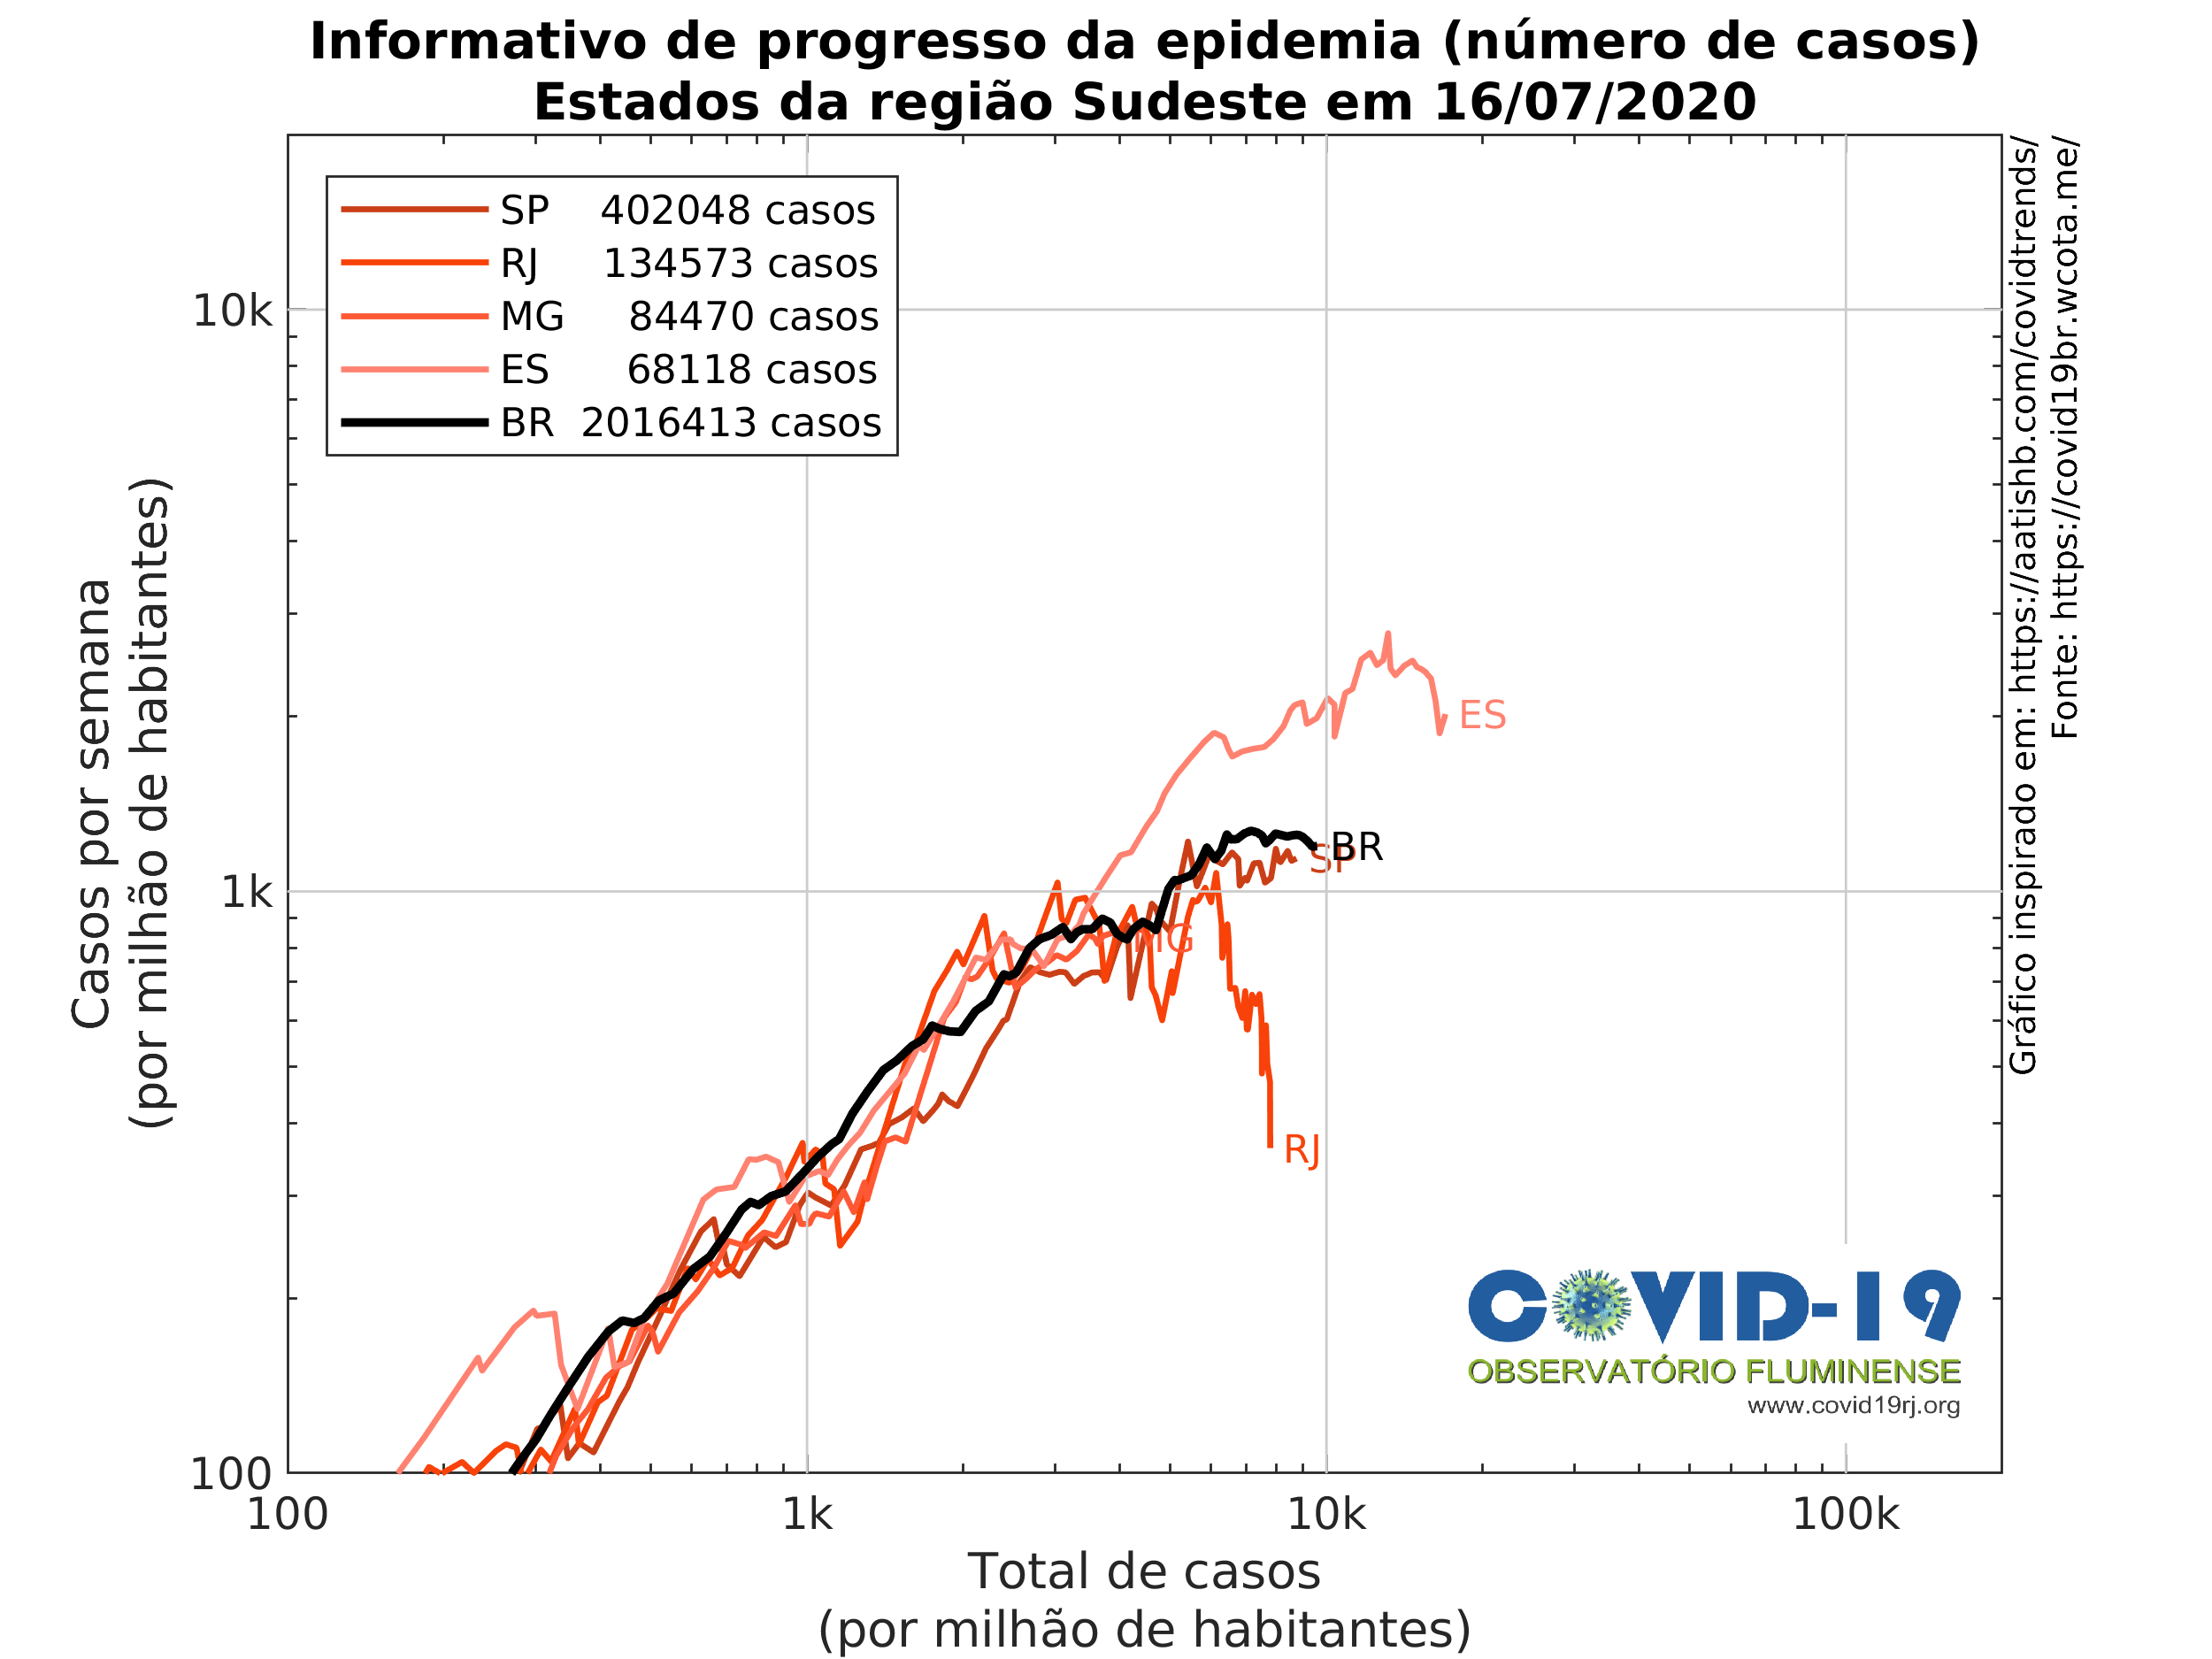 Informativo de progresso da epidemia (número de casos)
Estados da região Sudeste em 16/07/2020
SP 402048 casos
RJ 134573 casos
MG 84470 casos
ES 68118 casos
BR 2016413 casos
10k
1k
100
Casos por semana
(por milhão de habitantes)
ES
BR
SP
MG
RJ
Gráfico inspirado em: https://aatishb.com/covidtrends/
Fonte: https://covid19br.wcota.me/
COVID-19
OBSERVATÓRIO FLUMINENSE
www.covid19rj.org
100 1k 10k 100k
Total de casos
(por milhão de habitantes)